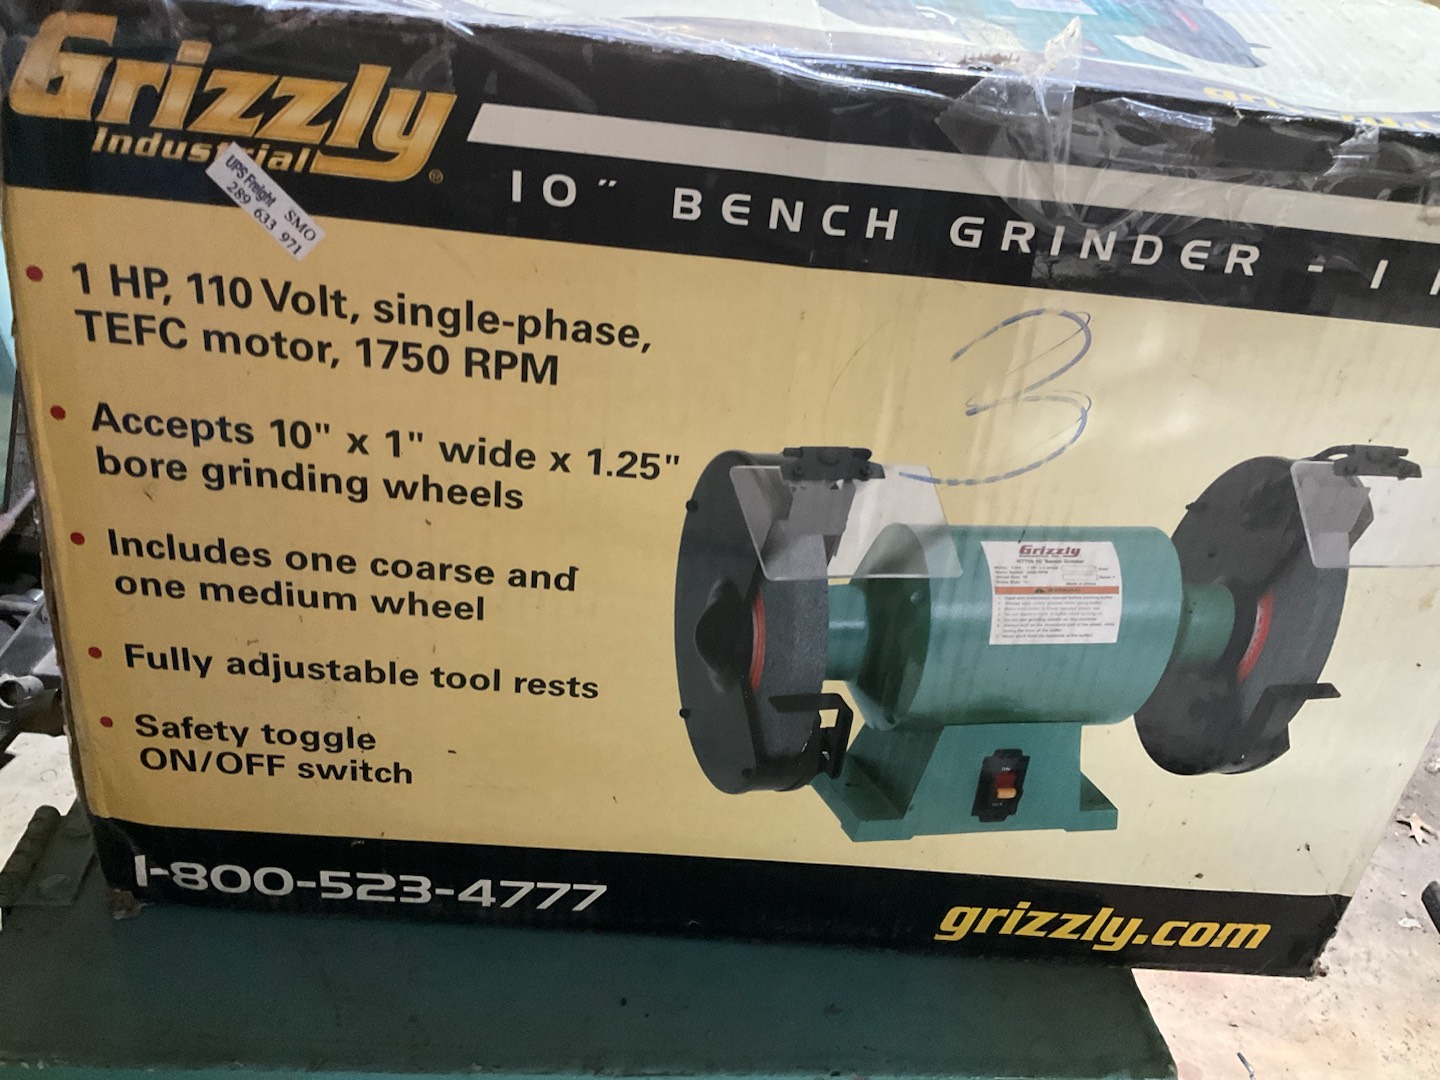 Grizzly
Industrial
®
UPS Freight SMO
289 633 971
10" BENCH GRINDER - 1
1 HP, 110 Volt, single-phase,
TEFC motor, 1750 RPM
Accepts 10" x 1" wide x 1.25"
bore grinding wheels
Includes one coarse and
one medium wheel
Fully adjustable tool rests
Safety toggle
ON/OFF switch
3
Grizzly
1-800-523-4777
grizzly.com